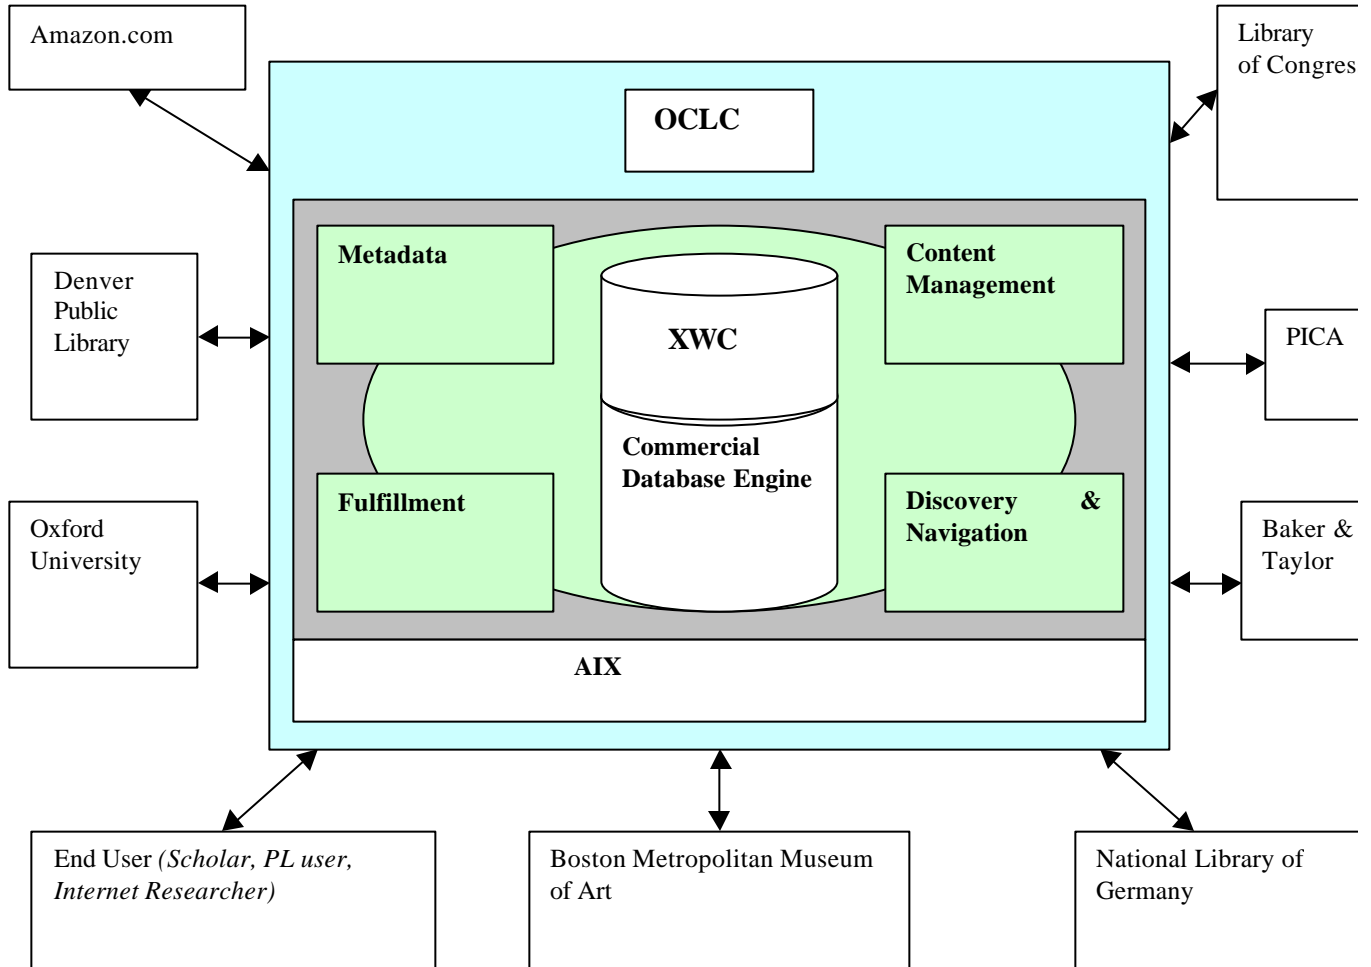 Amazon.com
Library
of Congres
OCLC
Metadata
Content
Management
Denver
Public
Library
XWC
PICA
Commercial
Database Engine
Fulfillment
Discovery &
Navigation
Oxford
University
Baker &
Taylor
AIX
End User (Scholar, PL user,
Internet Researcher)
Boston Metropolitan Museum
of Art
National Library of
Germany